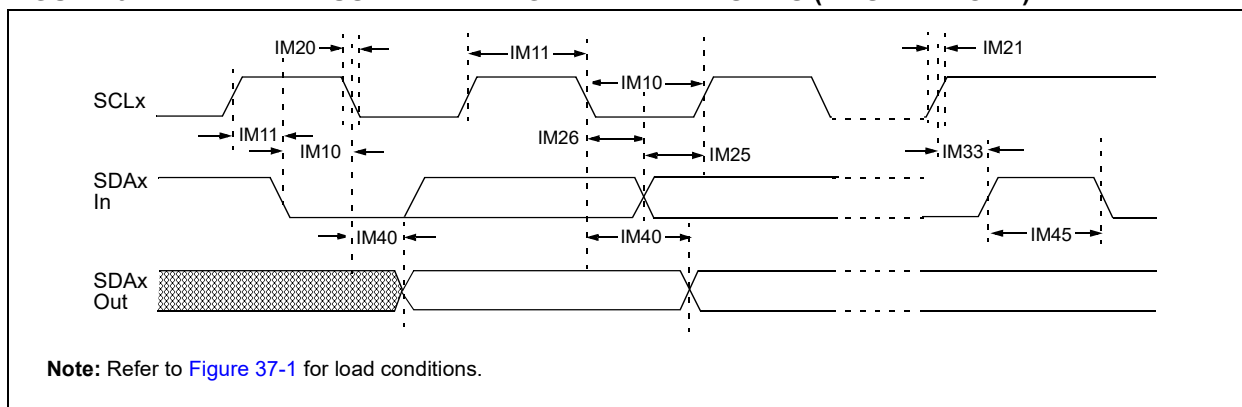 IM20
IM11
IM21
SCLx
IM10
IM11
IM26
IM10
IM25
IM33
SDAx
In
IM40
IM40
IM45
SDAx
Out
Note: Refer to Figure 37-1 for load conditions.